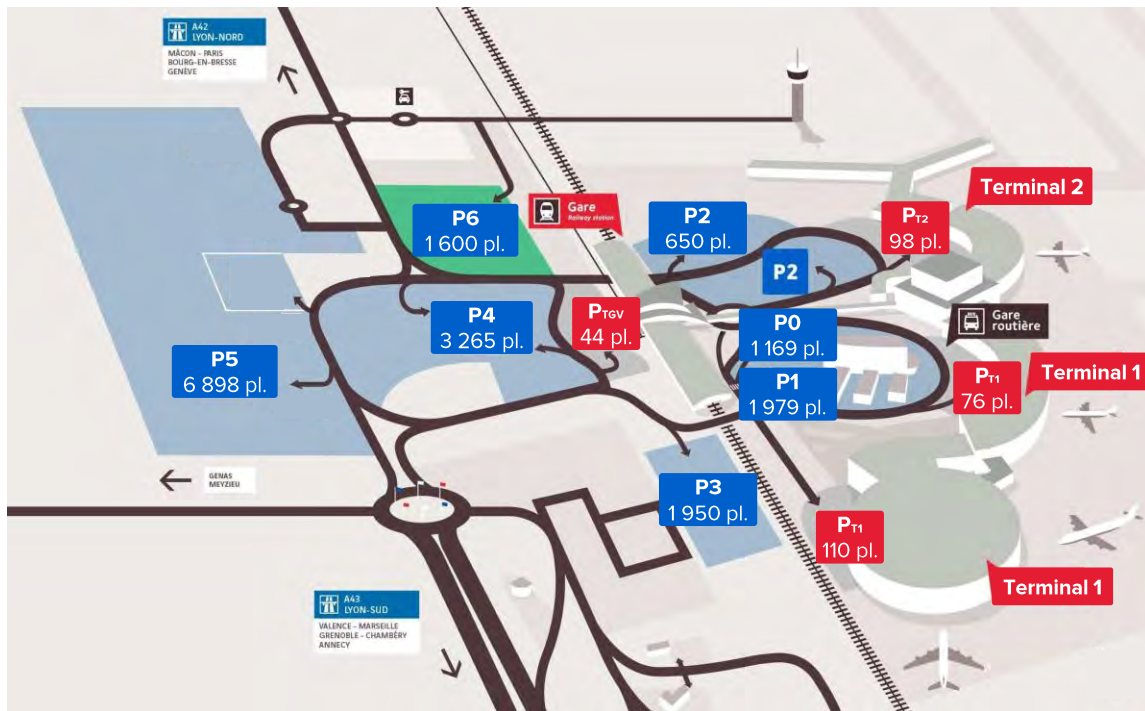 A42
LYON-NORD
MÂCON - PARIS
BOURG-EN-BRESSE
GENÈVE
Terminal 2
P6
1 600 pl.
Gare
Railway station
P2
650 pl.
PT2
98 pl.
P2
P4
3 265 pl.
PTGV
44 pl.
P0
1 169 pl.
Gare
routière
P5
6 898 pl.
P1
1 979 pl.
PT1
76 pl.
Terminal 1
GENAS
MEYZIEU
P3
1 950 pl.
PT1
110 pl.
Terminal 1
A43
LYON-SUD
VALENCE - MARSEILLE
GRENOBLE - CHAMBÉRY
ANNECY